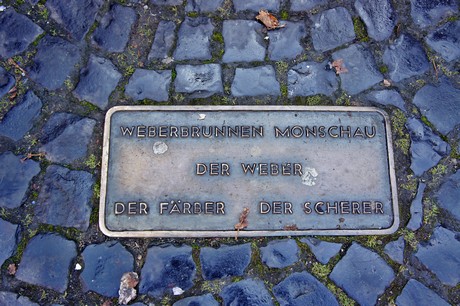 WEBERBRUNNEN MONSCHAU
DER WEBER
DER FÄRBER DER SCHERER